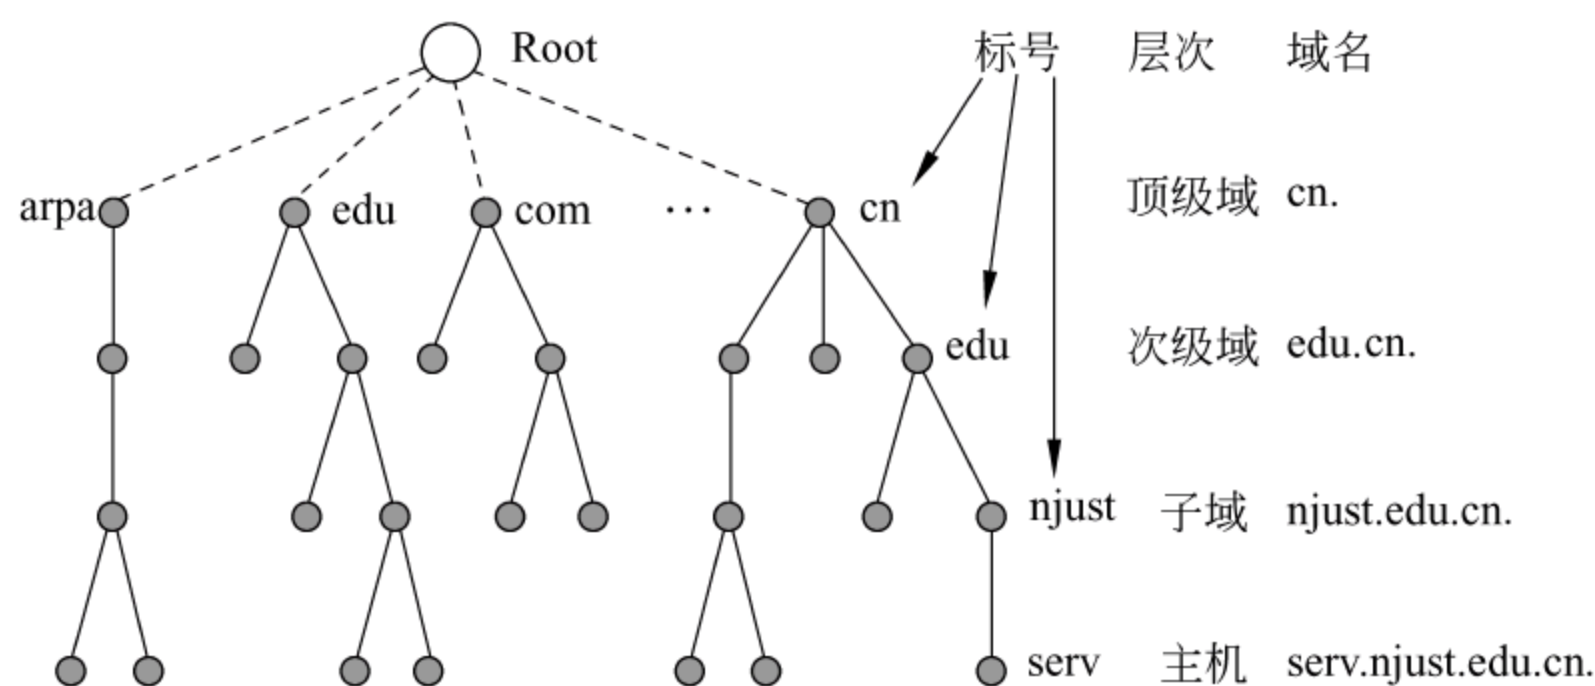 Root 标号 层次 域名
arpa edu com … cn 顶级域 cn.
edu 次级域 edu.cn.
njust 子域 njust.edu.cn.
serv 主机 serv.njust.edu.cn.